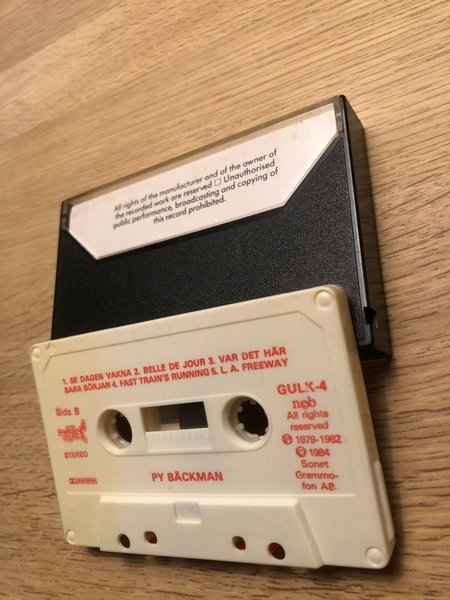 All rights of the manufacturer and of the owner of
the recorded work are reserved □ Unauthorised
public performance, broadcasting and copying of
this record prohibited.
1. SE DAGEN VAKNA 2. BELLE DE JOUR 3. VAR DET HÄR
BARA BÖRJAN 4. FAST TRAIN'S RUNNING 5. L. A. FREEWAY
Side B
STEREO
GULK-4
ncb
All rights
reserved
Ⓟ 1979-1982
© 1984
Sonet
Grammo-
fon AB
PY BÄCKMAN